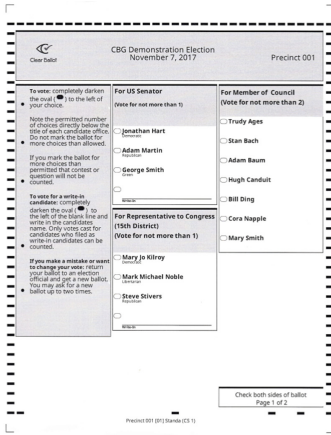 Clear Ballot
CBG Demonstration Election
November 7, 2017
Precinct 001
To vote: completely darken
the oval ( ) to the left of
your choice.
Note the permitted number
of choices directly below the
title of each candidate office.
Do not mark the ballot for
more choices than allowed.
If you mark the ballot for
more choices than
permitted that contest or
question will not be
counted.
To vote for a write-in
candidate: completely
darken the oval ( ) to
the left of the blank line and
write in the candidates
name. Only votes cast for
candidates who filed as
write-in candidates can be
counted.
If you make a mistake or want
to change your vote: return
your ballot to an election
official and get a new ballot.
You may ask for a new
ballot up to two times.
For US Senator
(Vote for not more than 1)
Jonathan Hart
Democratic
Adam Martin
Republican
George Smith
Green
Write-in
For Representative to Congress
(15th District)
(Vote for not more than 1)
Mary Jo Kilroy
Democratic
Mark Michael Noble
Libertarian
Steve Stivers
Republican
Write-in
For Member of Council
(Vote for not more than 2)
Trudy Ages
Stan Bach
Adam Baum
Hugh Canduit
Bill Ding
Cora Napple
Mary Smith
Check both sides of ballot
Page 1 of 2
Precinct 001 [01] Standa (CS 1)